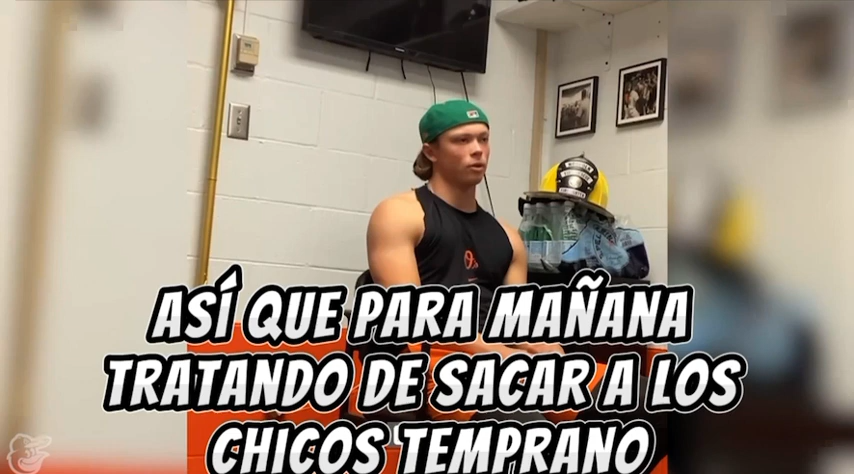 ASÍ QUE PARA MAÑANA
TRATANDO DE SACAR A LOS
CHICOS TEMPRANO